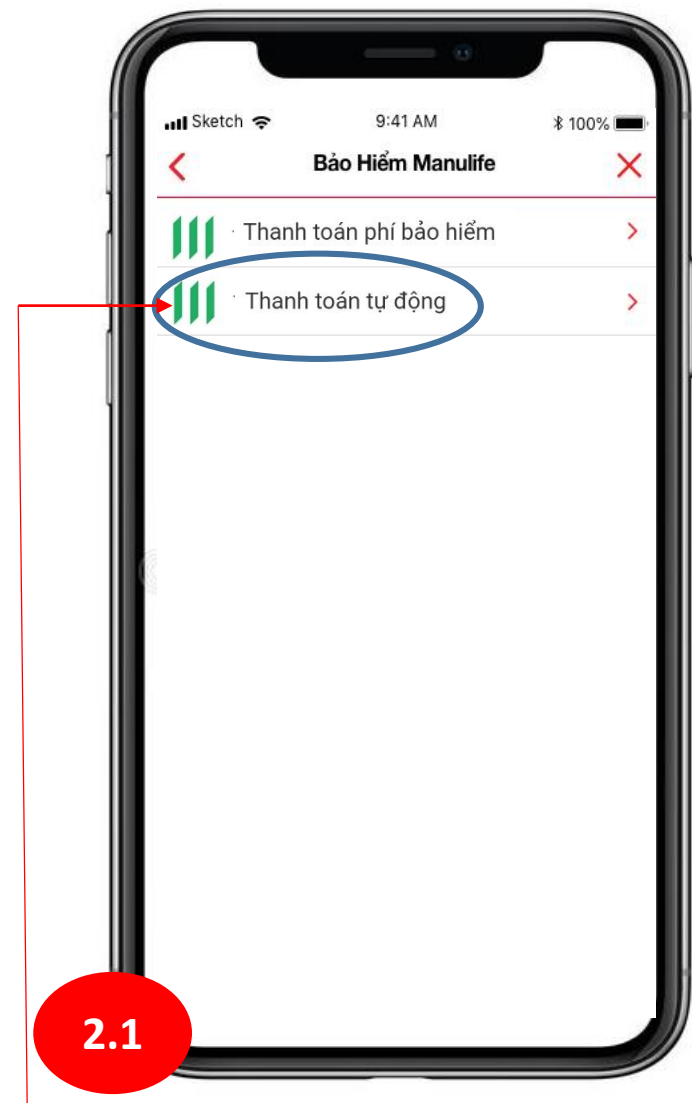 Sketch 9:41 AM 100%
Bảo Hiểm Manulife
Thanh toán phí bảo hiểm
Thanh toán tự động
2.1